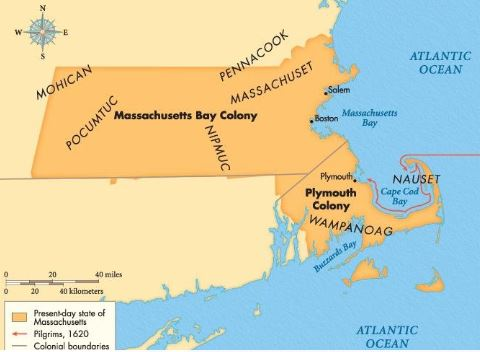 N
W
E
S
PENNACOOK
ATLANTIC
OCEAN
MOHICAN
MASSACHUSET
Salem
POCUMTUC
Massachusetts Bay Colony
Massachusetts
Bay
Boston
NIPMUC
Plymouth
NAUSET
Cape Cod
Bay
Plymouth
Colony
WAMPANOAG
Buzzards Bay
0
20
40 miles
0
20
40 kilometers
Present-day state of
Massachusetts
Pilgrims, 1620
Colonial boundaries
ATLANTIC
OCEAN